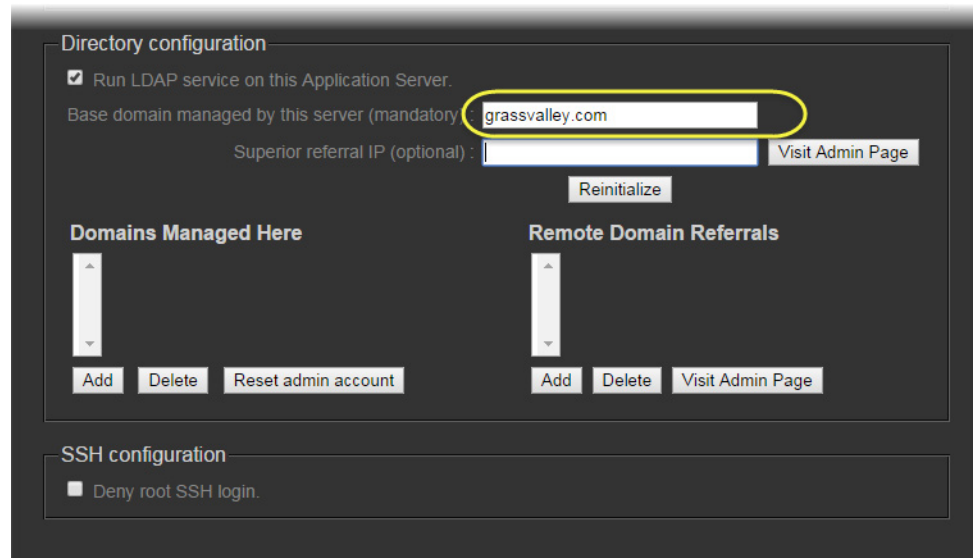 Directory configuration
Run LDAP service on this Application Server.
Base domain managed by this server (mandatory) : grassvalley.com
Superior referral IP (optional) : Visit Admin Page
Reinitialize
Domains Managed Here Remote Domain Referrals
Add Delete Reset admin account Add Delete Visit Admin Page
SSH configuration
Deny root SSH login.